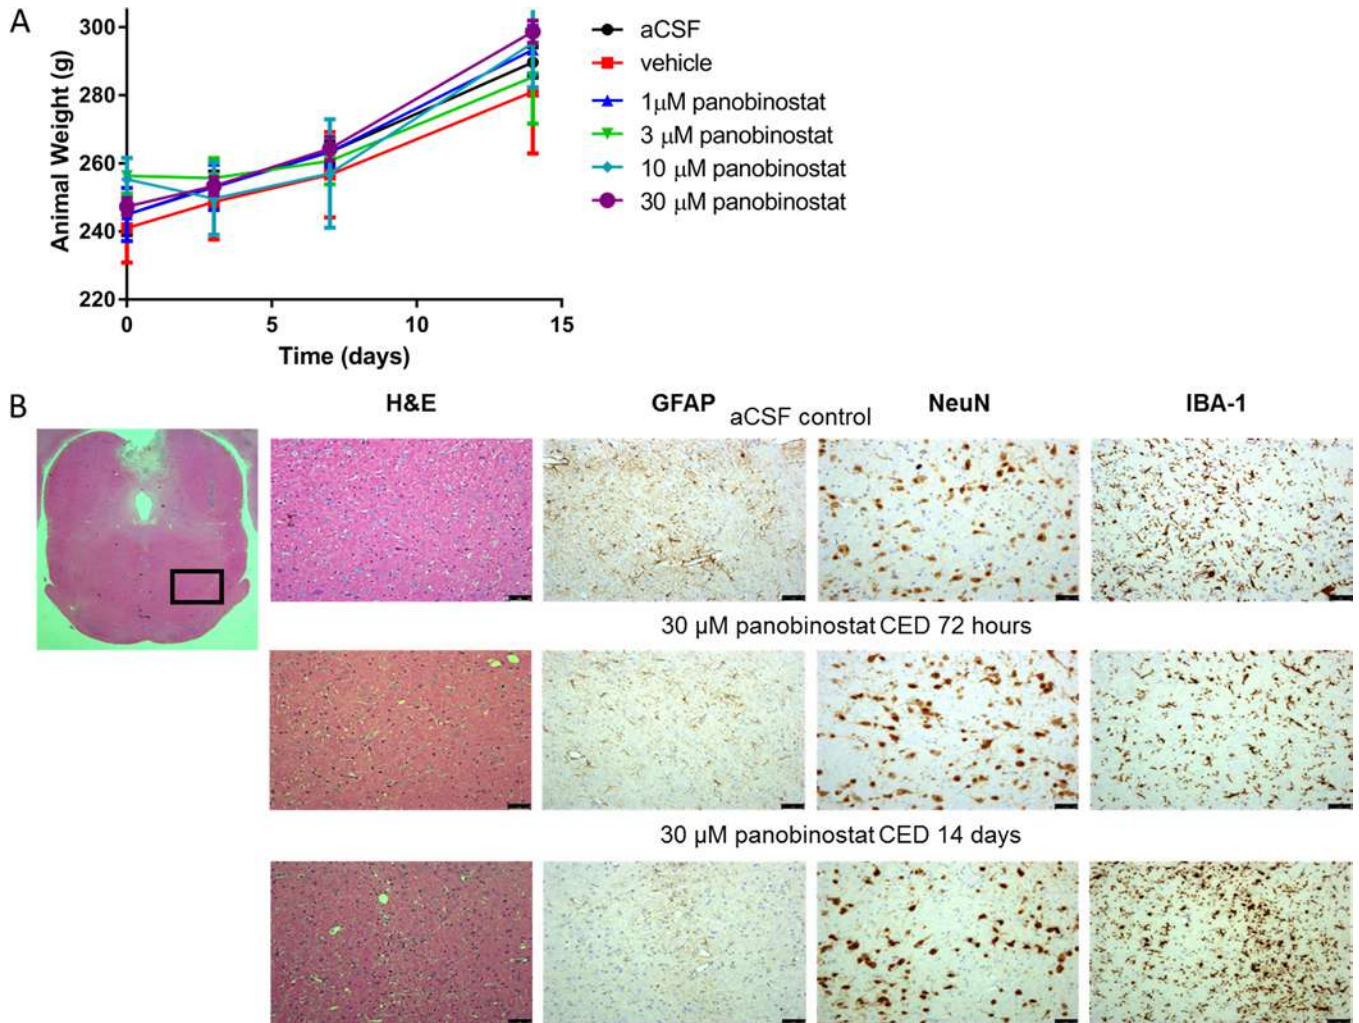 A
Animal Weight (g)
300
280
260
240
220
0
5
10
15
Time (days)
aCSF
vehicle
1μM panobinostat
3 μM panobinostat
10 μM panobinostat
30 μM panobinostat
B
H&E
GFAP
NeuN
IBA-1
aCSF control
30 μM panobinostat CED 72 hours
30 μM panobinostat CED 14 days